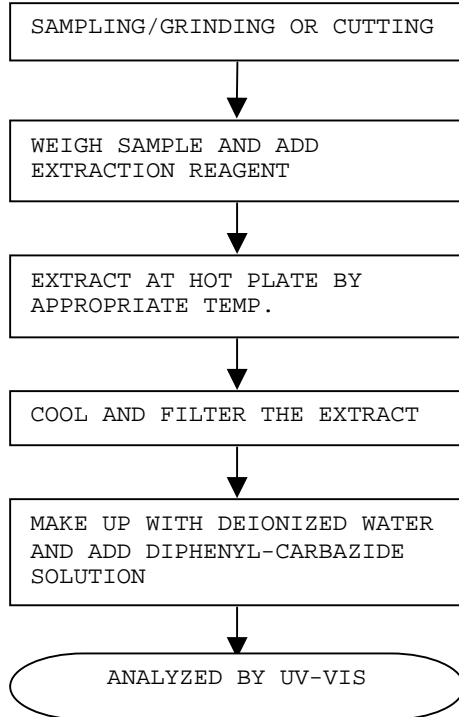 SAMPLING/GRINDING OR CUTTING
WEIGH SAMPLE AND ADD
EXTRACTION REAGENT
EXTRACT AT HOT PLATE BY
APPROPRIATE TEMP.
COOL AND FILTER THE EXTRACT
MAKE UP WITH DEIONIZED WATER
AND ADD DIPHENYL-CARBAZIDE
SOLUTION
ANALYZED BY UV-VIS